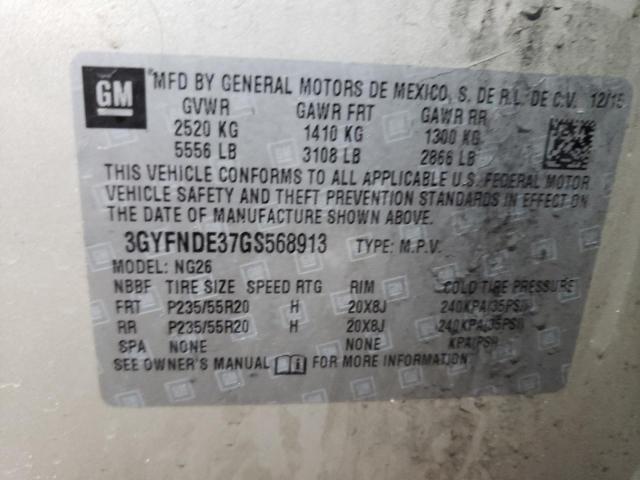 GM
MFD BY GENERAL MOTORS DE MEXICO, S. DE R.L. DE C.V. 12/15
GVWR GAWR FRT GAWR RR
2520 KG 1410 KG 1300 KG
5556 LB 3108 LB 2866 LB
THIS VEHICLE CONFORMS TO ALL APPLICABLE U.S. FEDERAL MOTOR
VEHICLE SAFETY AND THEFT PREVENTION STANDARDS IN EFFECT ON
THE DATE OF MANUFACTURE SHOWN ABOVE.
3GYFNDE37GS568913 TYPE: M.P.V.
MODEL: NG26
NBBF TIRE SIZE SPEED RTG RIM COLD TIRE PRESSURE
FRT P235/55R20 H 20X8J 240KPA(35PSI)
RR P235/55R20 H 20X8J 240KPA(35PSI)
SPA NONE NONE KPA(PSI)
SEE OWNER'S MANUAL i FOR MORE INFORMATION